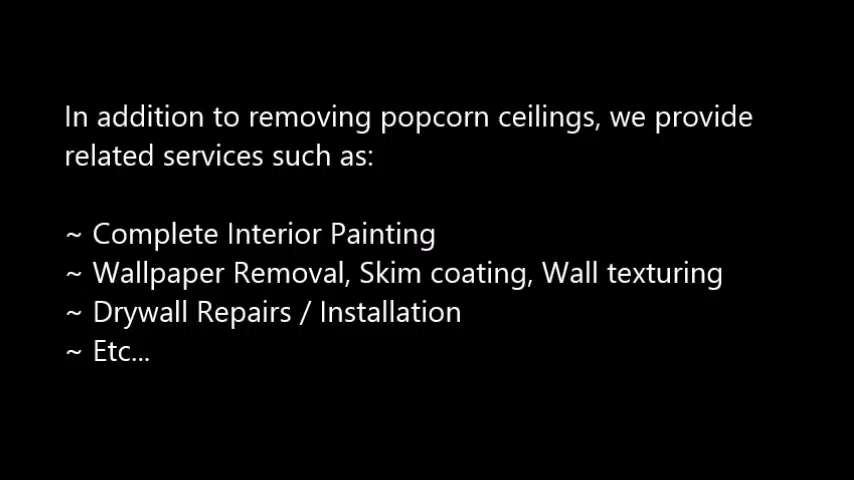 In addition to removing popcorn ceilings, we provide
related services such as:
~ Complete Interior Painting
~ Wallpaper Removal, Skim coating, Wall texturing
~ Drywall Repairs / Installation
~ Etc...